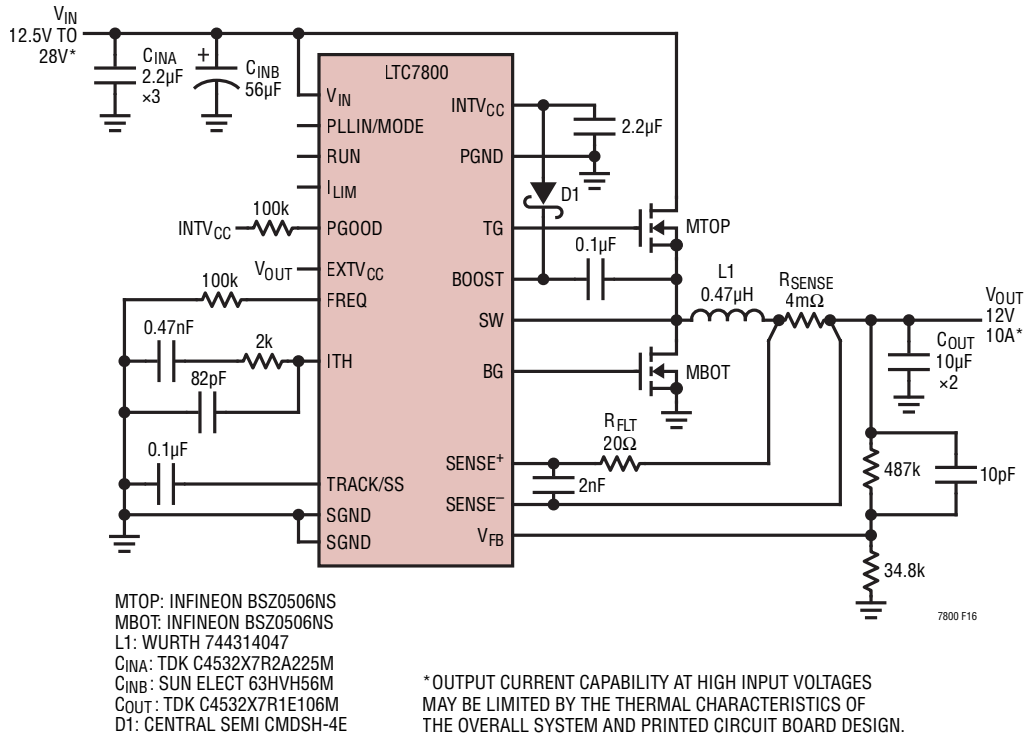 VIN
12.5V TO
28V*
CINA
2.2µF
×3
+
CINB
56µF
LTC7800
VIN
PLLIN/MODE
RUN
ILIM
INTVCC
100k
PGOOD
VOUT
EXTVCC
100k
FREQ
0.47nF
2k
ITH
82pF
0.1µF
TRACK/SS
SGND
SGND
INTVCC
2.2µF
PGND
D1
TG
MTOP
0.1µF
BOOST
L1
0.47µH
RSENSE
4mΩ
SW
VOUT
12V
10A*
COUT
10µF
×2
BG
MBOT
RFLT
20Ω
SENSE+
2nF
SENSE–
487k
10pF
VFB
34.8k
7800 F16
MTOP: INFINEON BSZ0506NS
MBOT: INFINEON BSZ0506NS
L1: WURTH 744314047
CINA: TDK C4532X7R2A225M
CINB: SUN ELECT 63HVH56M
COUT: TDK C4532X7R1E106M
D1: CENTRAL SEMI CMDSH-4E
*OUTPUT CURRENT CAPABILITY AT HIGH INPUT VOLTAGES
MAY BE LIMITED BY THE THERMAL CHARACTERISTICS OF
THE OVERALL SYSTEM AND PRINTED CIRCUIT BOARD DESIGN.